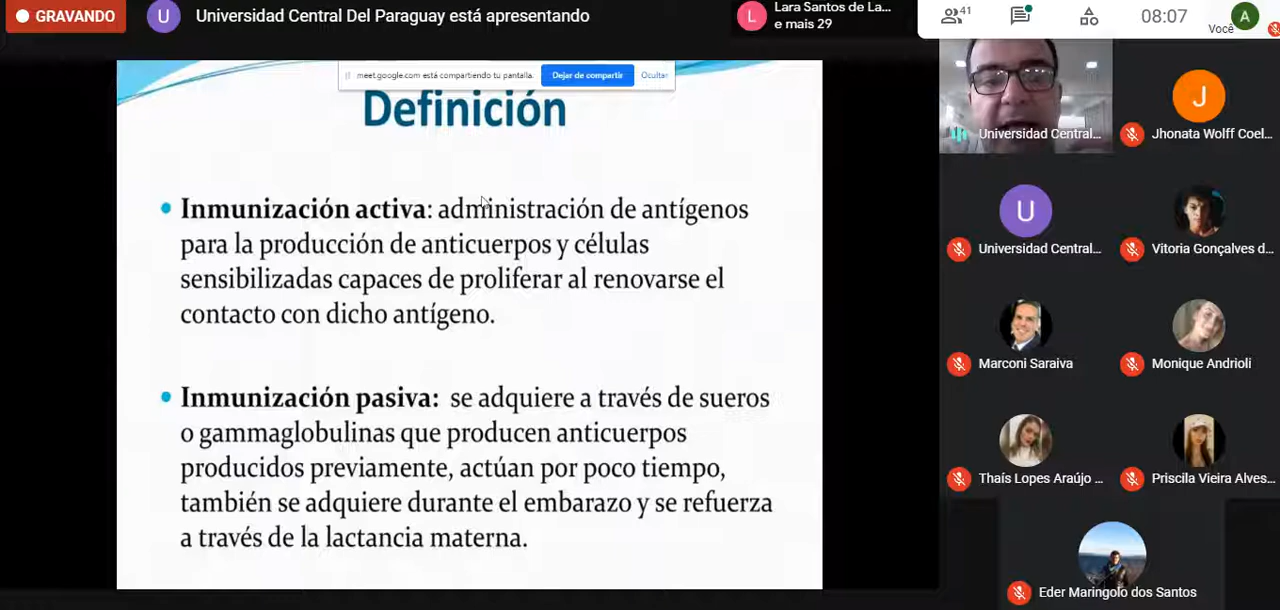 GRAVANDO
U
Universidad Central Del Paraguay está apresentando
L
Lara Santos de La...
e mais 29
41
08:07
Você
A
meet.google.com está compartiendo tu pantalla.
Dejar de compartir
Ocultar
Definición
Inmunización activa: administración de antígenos
para la producción de anticuerpos y células
sensibilizadas capaces de proliferar al renovarse el
contacto con dicho antígeno.
Inmunización pasiva: se adquiere a través de sueros
o gammaglobulinas que producen anticuerpos
producidos previamente, actúan por poco tiempo,
también se adquiere durante el embarazo y se refuerza
a través de la lactancia materna.
Universidad Central...
J
Jhonata Wolff Coel...
U
Universidad Central...
Vitoria Gonçalves d...
Marconi Saraiva
Monique Andrioli
Thaís Lopes Araújo ...
Priscila Vieira Alves...
Eder Maringolo dos Santos